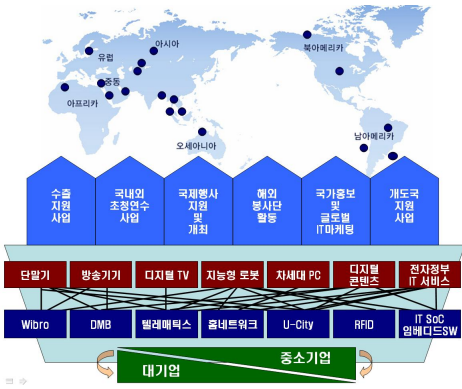 아시아
북아메리카
유럽
중동
아프리카
오세아니아
남아메리카
수출
지원
사업
국내외
초청연수
사업
국제행사
지원
및
개최
해외
봉사단
활동
국가홍보
및
글로벌
IT마케팅
개도국
지원
사업
단말기
방송기기
디지털 TV
지능형 로봇
차세대 PC
디지털
콘텐츠
전자정부
IT 서비스
Wibro
DMB
텔레매틱스
홈네트워크
U-City
RFID
IT SoC
임베디드SW
중소기업
대기업